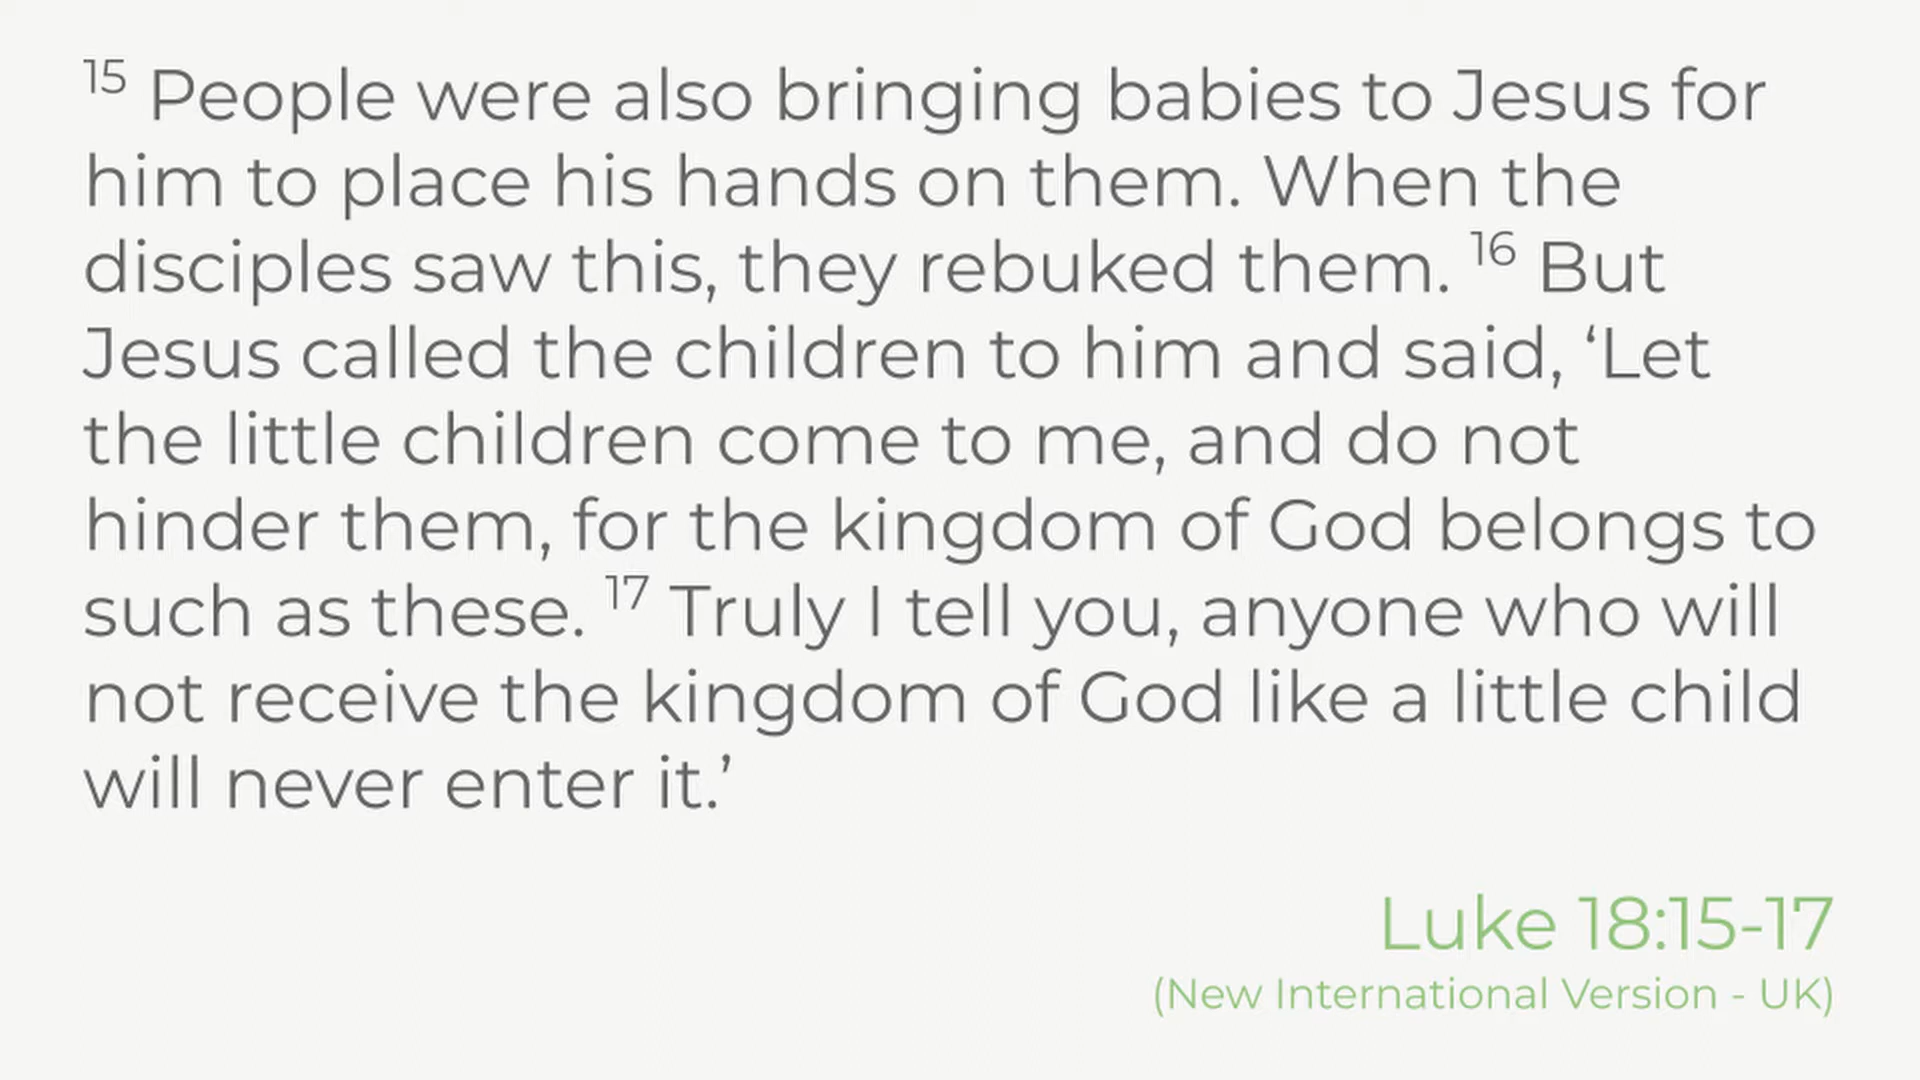 15 People were also bringing babies to Jesus for
him to place his hands on them. When the
disciples saw this, they rebuked them. 16 But
Jesus called the children to him and said, ‘Let
the little children come to me, and do not
hinder them, for the kingdom of God belongs to
such as these. 17 Truly I tell you, anyone who will
not receive the kingdom of God like a little child
will never enter it.’
Luke 18:15-17
(New International Version - UK)